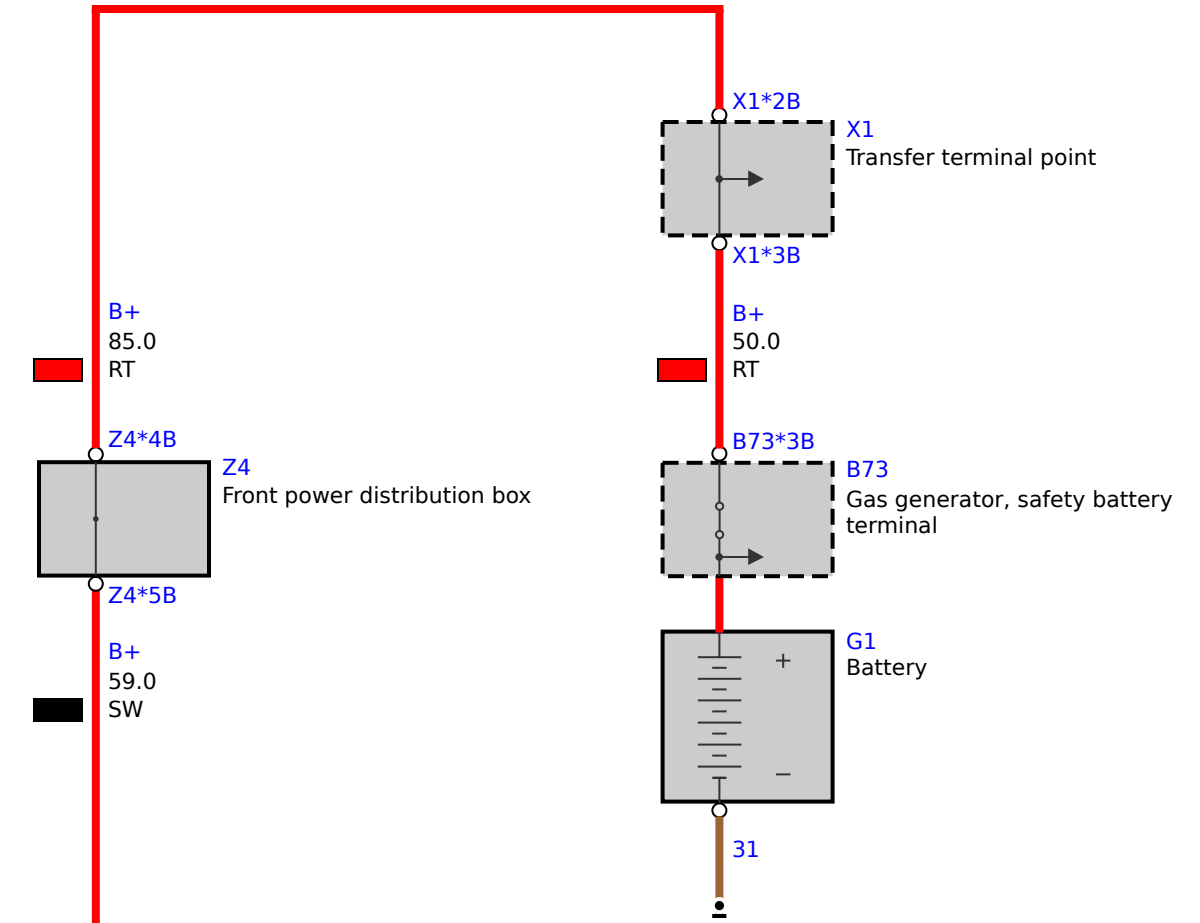 X1*2B
X1
Transfer terminal point
X1*3B
B+
85.0
RT
B+
50.0
RT
Z4*4B
Z4
Front power distribution box
B73*3B
B73
Gas generator, safety battery
terminal
Z4*5B
B+
59.0
SW
G1
Battery
+
−
31